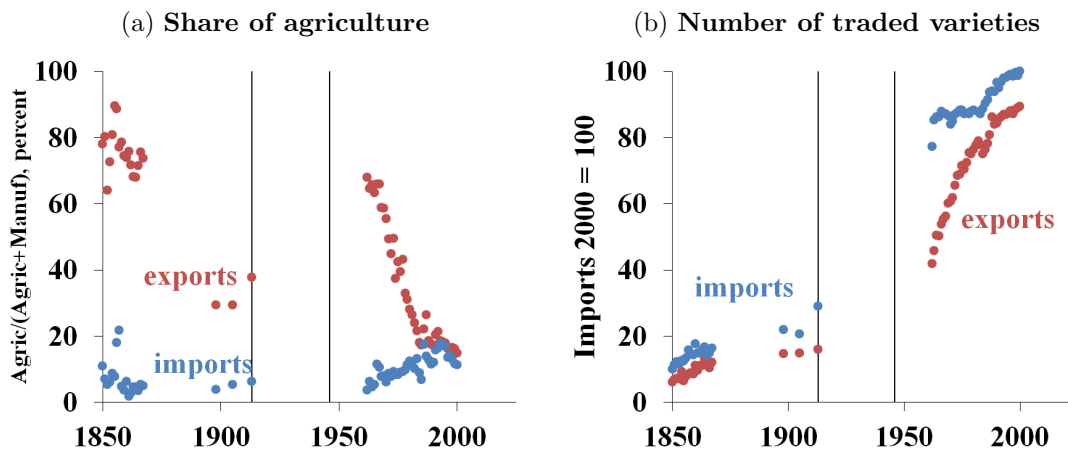 (a) Share of agriculture
Agric/(Agric+Manuf), percent
100
80
60
40
20
0
exports
imports
1850 1900 1950 2000
(b) Number of traded varieties
Imports 2000 = 100
100
80
60
40
20
0
exports
imports
1850 1900 1950 2000